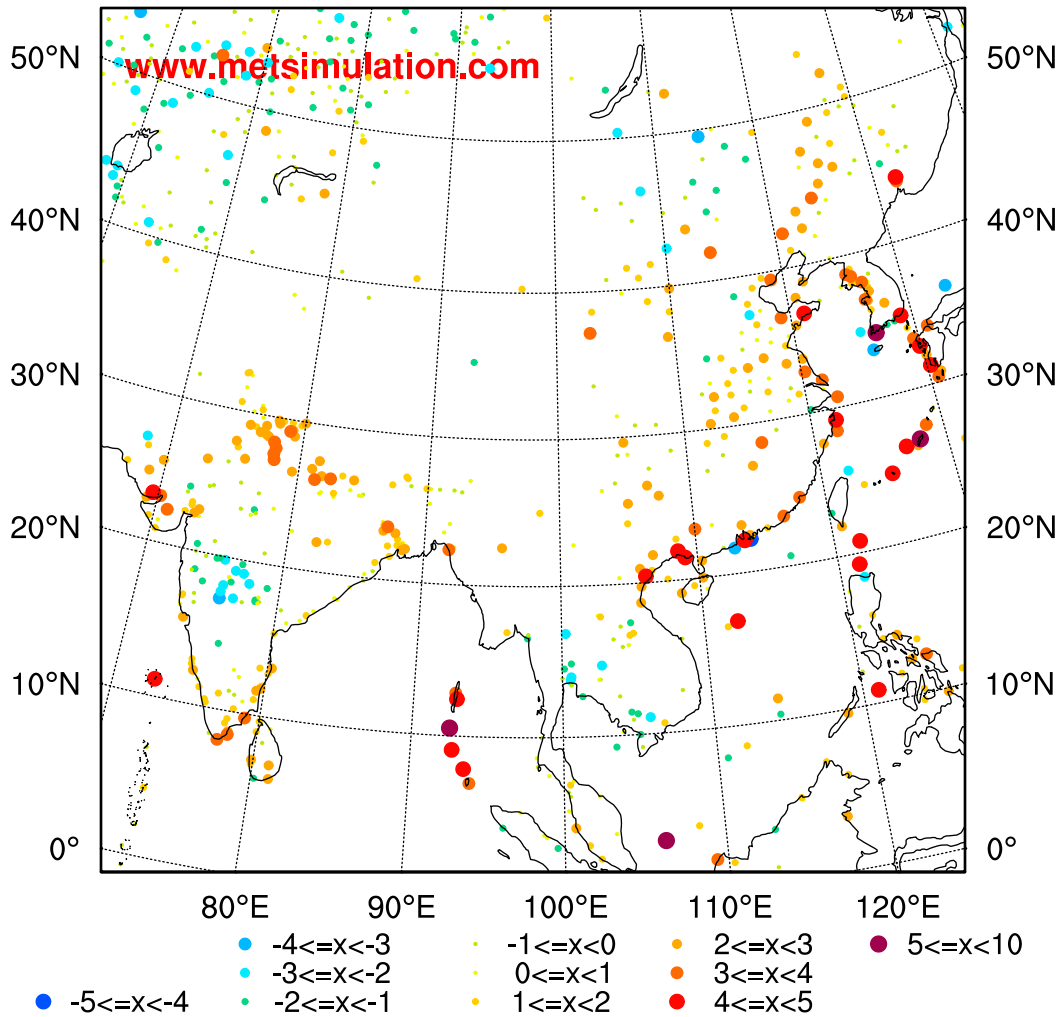 50°N 50°N
www.metsimulation.com
40°N 40°N
30°N 30°N
20°N 20°N
10°N 10°N
0° 0°
80°E 90°E 100°E 110°E 120°E
-4<=x<-3 -1<=x<0 2<=x<3 5<=x<10
-3<=x<-2 0<=x<1 3<=x<4
-5<=x<-4 -2<=x<-1 1<=x<2 4<=x<5